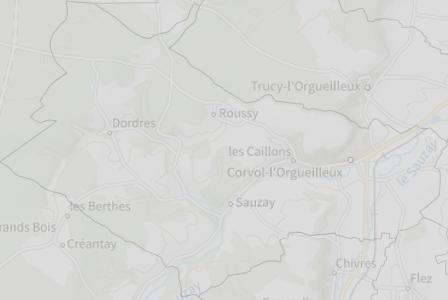 Trucy-l'Orgueilleux
Roussy
Dordres
les Caillons
Corvol-l'Orgueilleux
le Sauzay
Sauzay
les Berthes
rands Bois
Créantay
Chivres
Flez